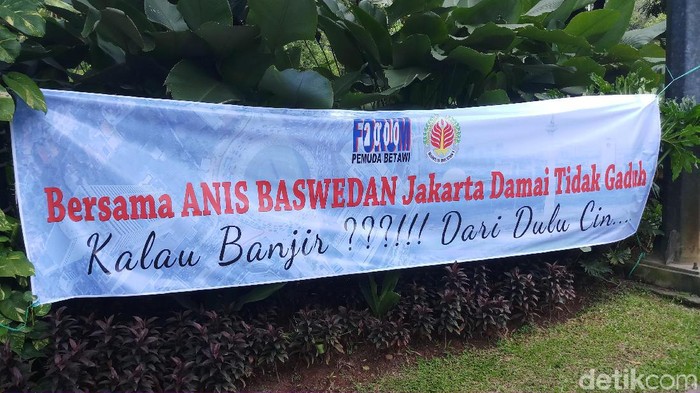 FORUM
PEMUDA BETAWI
Bersama ANIS BASWEDAN Jakarta Damai Tidak Gaduh
Kalau Banjir ???!!! Dari Dulu Cin....
detikcom